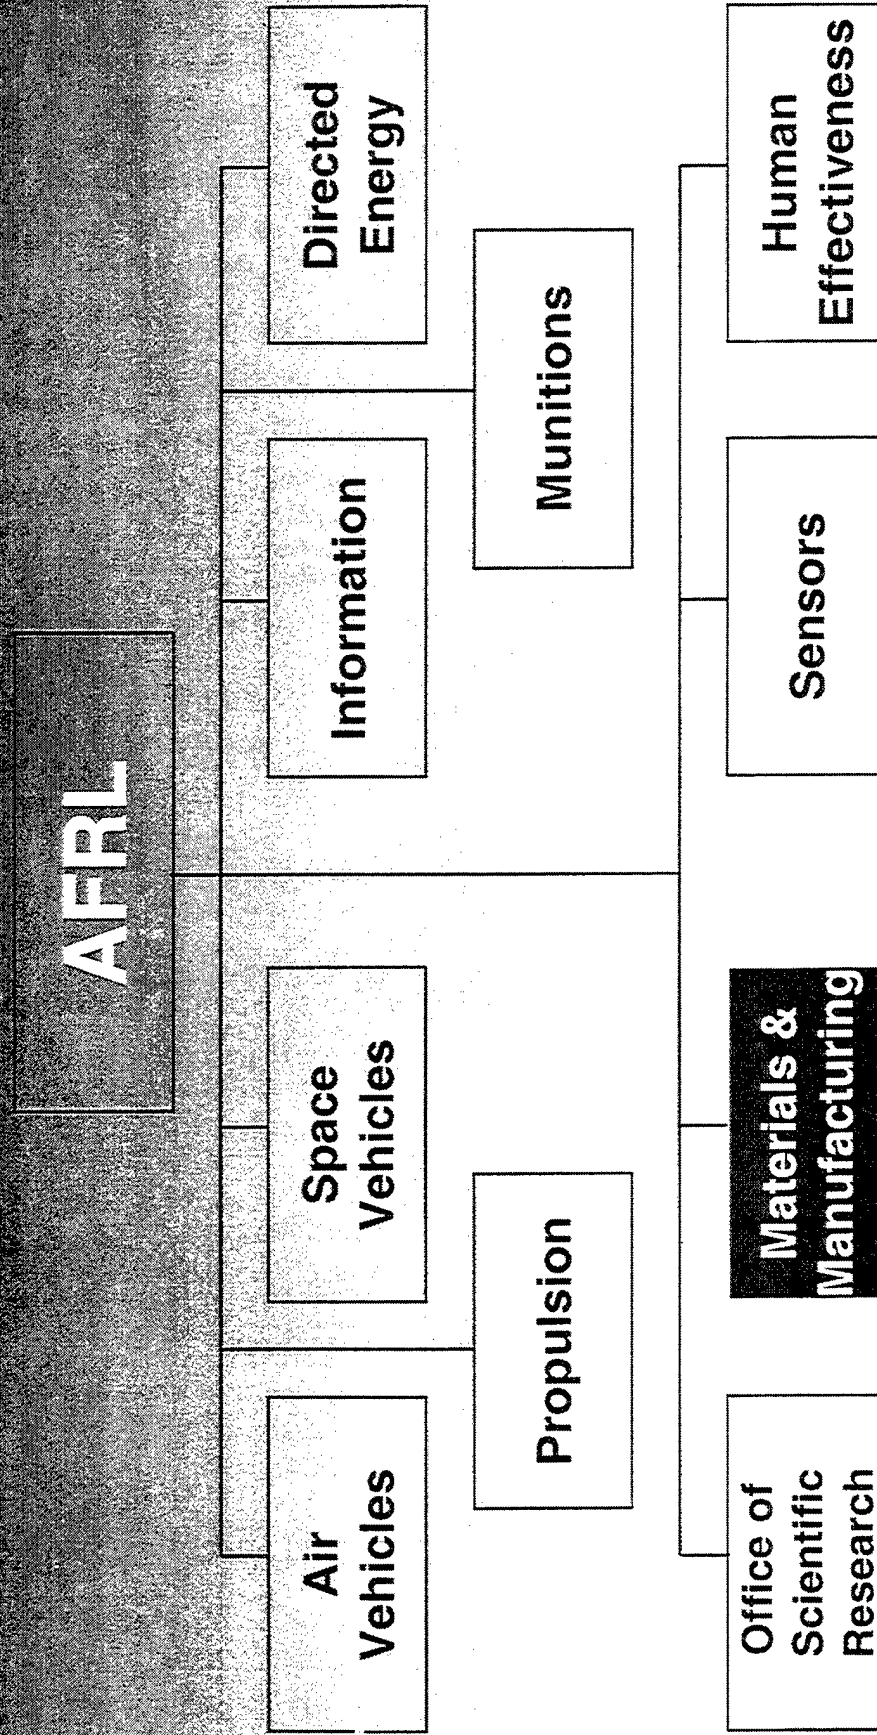 AFRL
Air
Vehicles
Space
Vehicles
Information
Directed
Energy
Propulsion
Munitions
Office of
Scientific
Research
Materials &
Manufacturing
Sensors
Human
Effectiveness